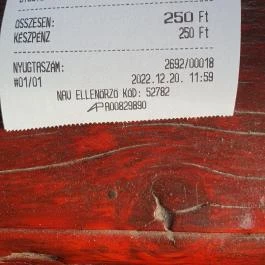 ÖSSZESEN: 250 Ft
KÉSZPÉNZ 250 Ft
NYUGTASZÁM: 2692/00018
#01/01 2022.12.20. 11:59
NAV ELLENŐRZŐ KÓD: 52782
AP A00829890